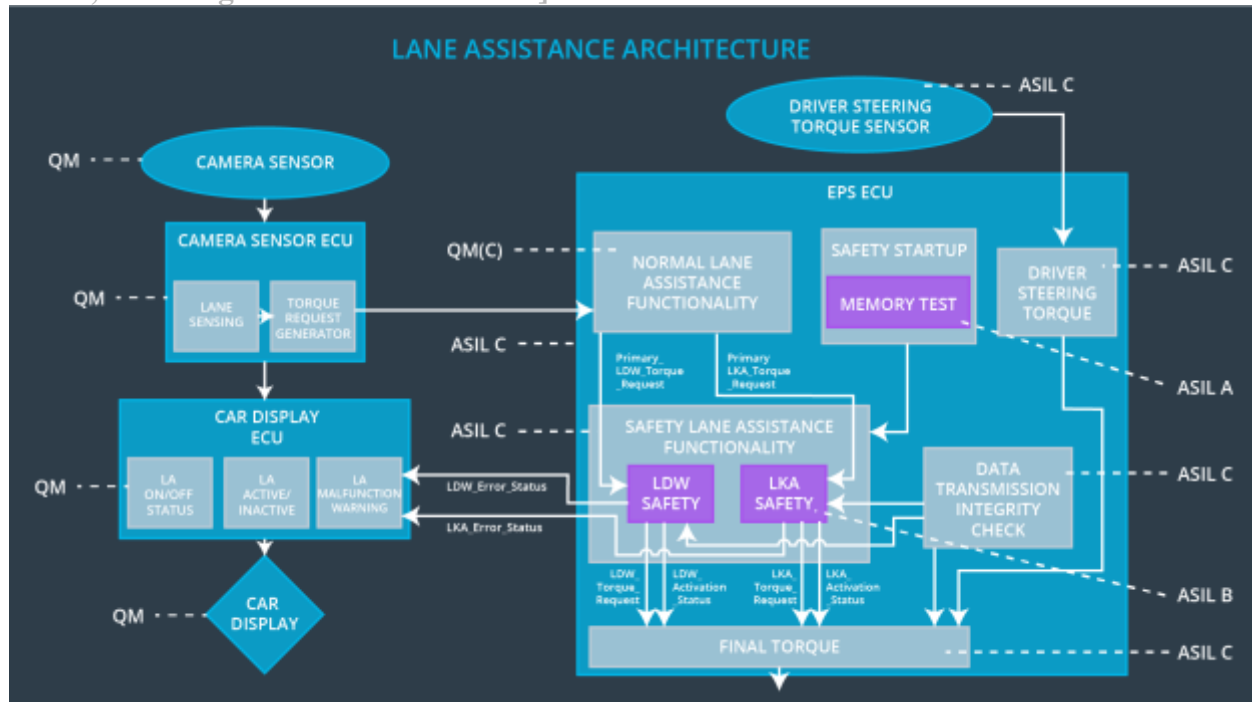 LANE ASSISTANCE ARCHITECTURE
ASIL C
DRIVER STEERING
TORQUE SENSOR
QM
CAMERA SENSOR
EPS ECU
CAMERA SENSOR ECU
QM
LANE
SENSING
TORQUE
REQUEST
GENERATOR
QM(C)
NORMAL LANE
ASSISTANCE
FUNCTIONALITY
SAFETY STARTUP
MEMORY TEST
DRIVER
STEERING
TORQUE
ASIL C
ASIL C
Primary_
LDW_Torque
_Request
Primary
LKA_Torque
_Request
ASIL A
CAR DISPLAY
ECU
QM
LA
ON/OFF
STATUS
LA
ACTIVE/
INACTIVE
LA
MALFUNCTION
WARNING
ASIL C
SAFETY LANE ASSISTANCE
FUNCTIONALITY
LDW
SAFETY
LKA
SAFETY
DATA
TRANSMISSION
INTEGRITY
CHECK
ASIL C
LDW_Error_Status
LKA_Error_Status
LDW_
Torque_
Request
LDW_
Activation
_Status
LKA_
Torque_
Request
LKA_
Activation
_Status
ASIL B
QM
CAR
DISPLAY
FINAL TORQUE
ASIL C